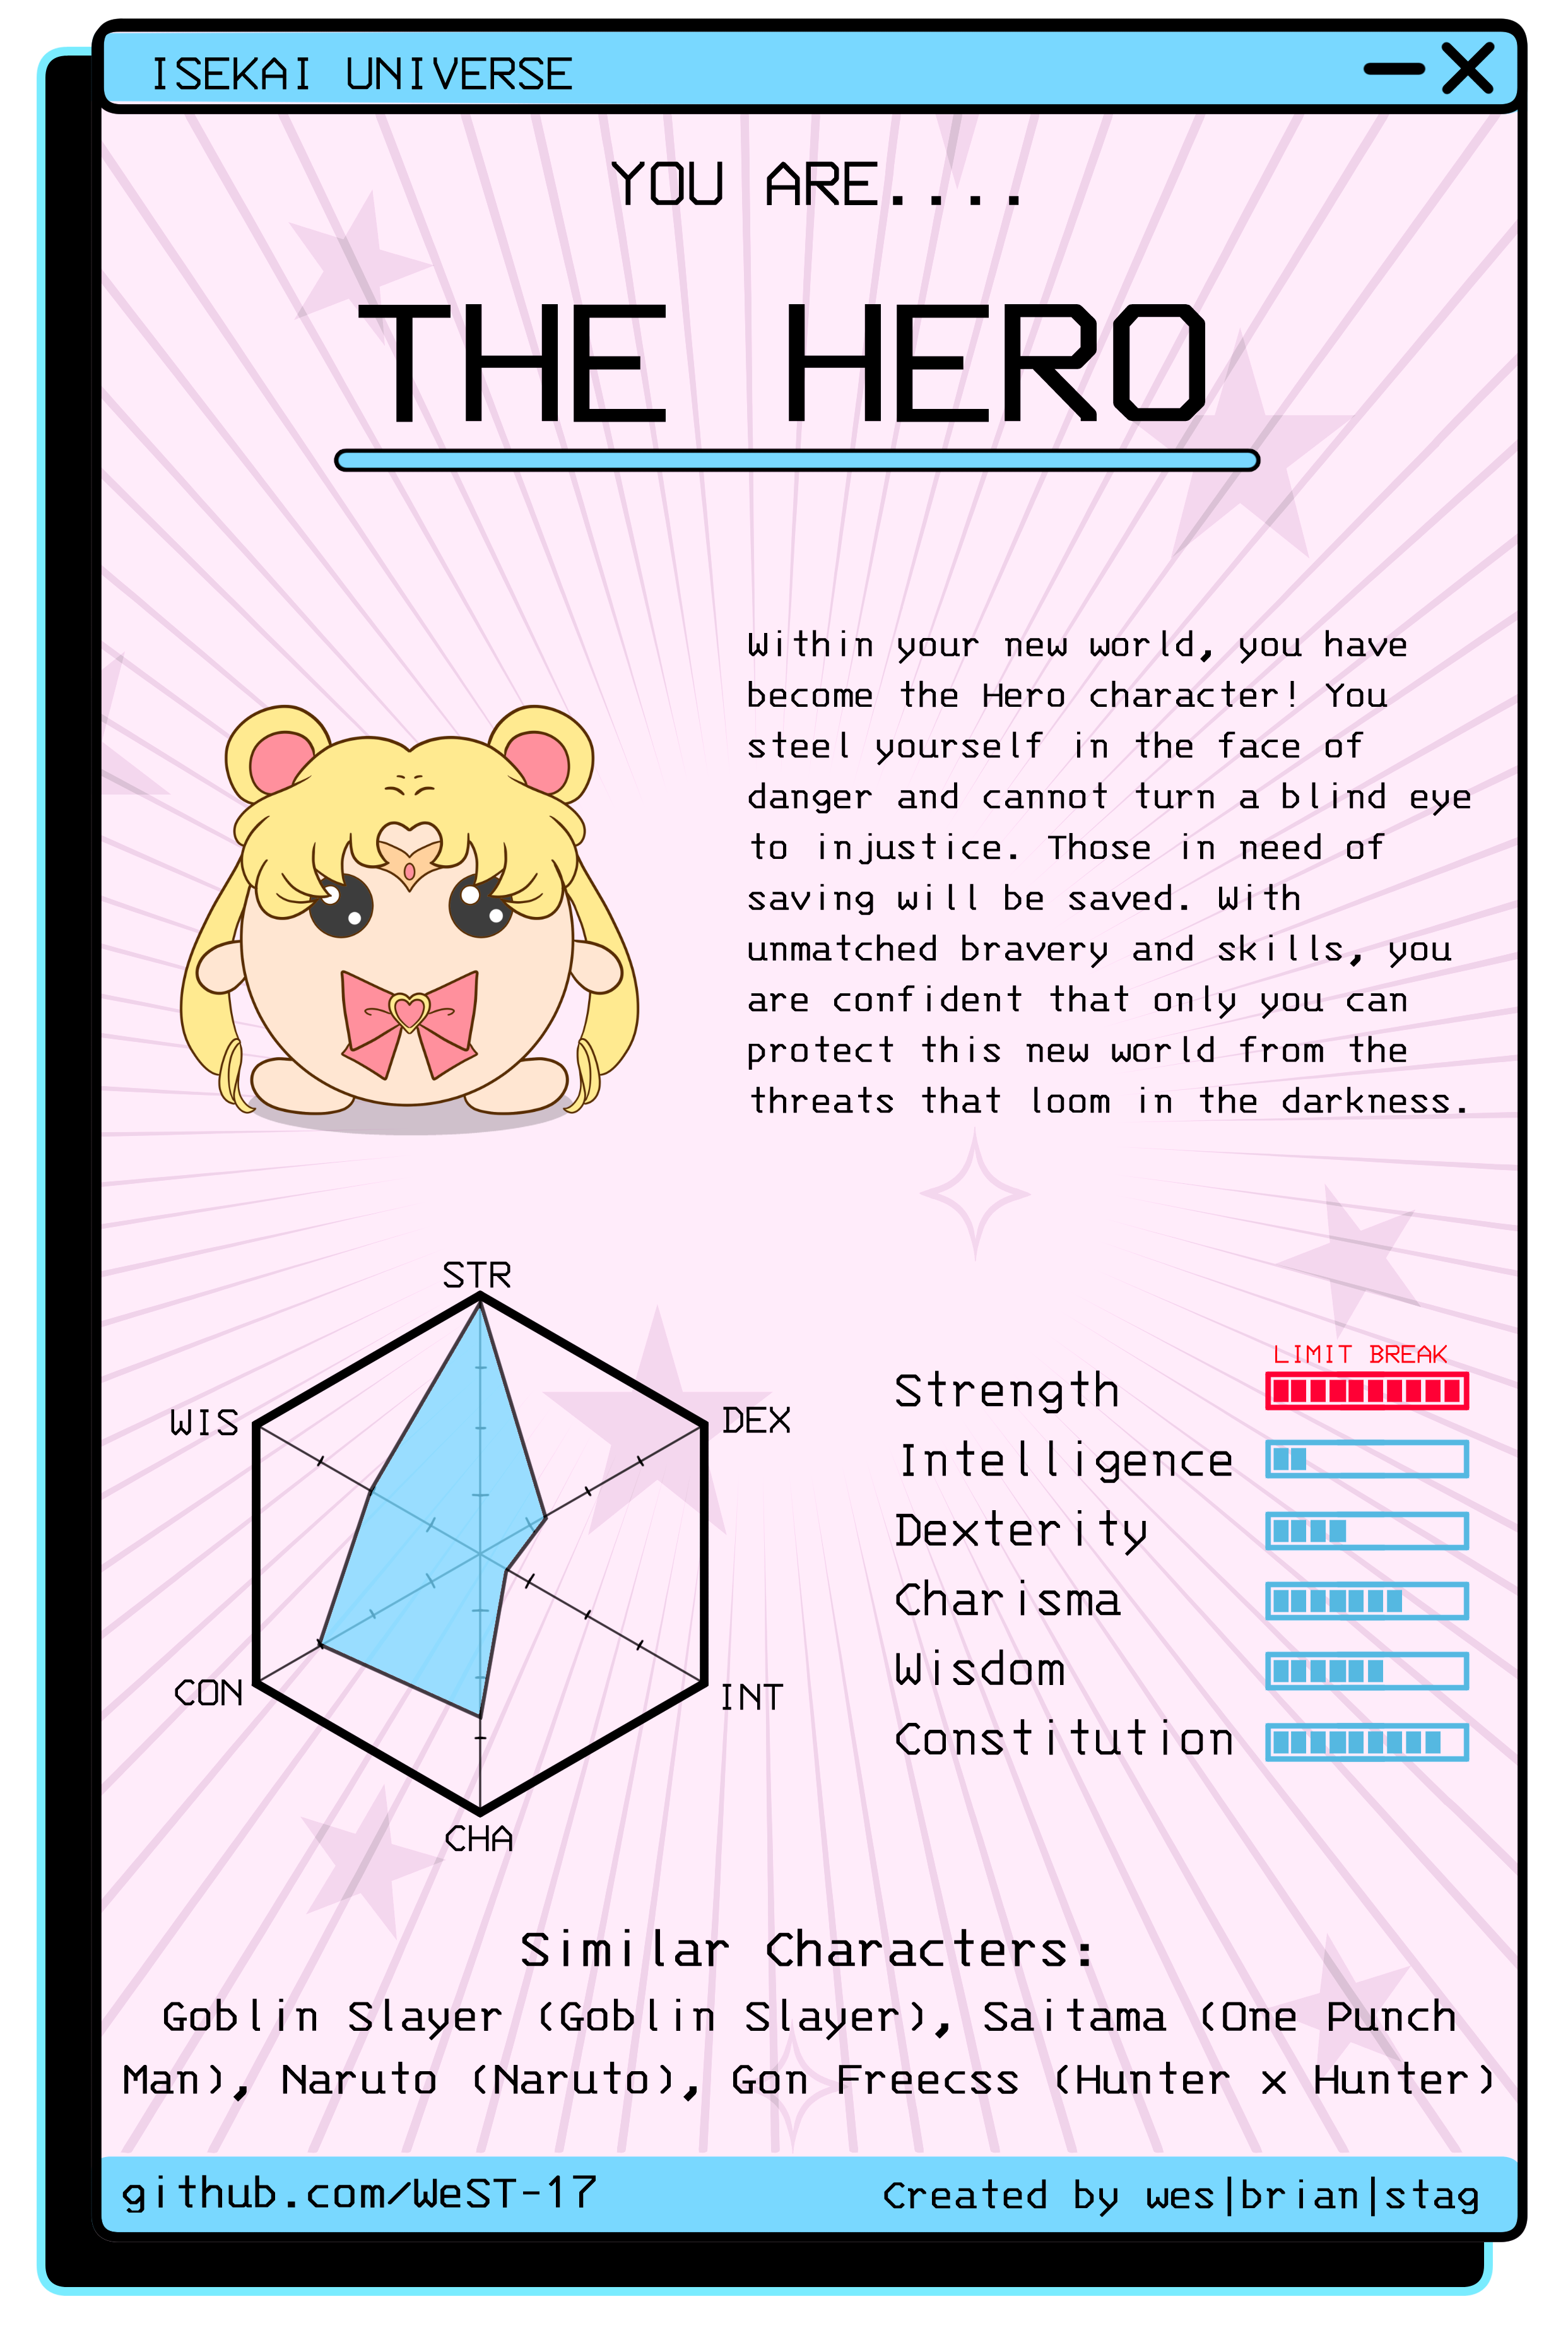 ISEKAI UNIVERSE
YOU ARE....
THE HERO
Within your new world, you have
become the Hero character! You
steel yourself in the face of
danger and cannot turn a blind eye
to injustice. Those in need of
saving will be saved. With
unmatched bravery and skills, you
are confident that only you can
protect this new world from the
threats that loom in the darkness.
STR
WIS
DEX
CON
INT
CHA
LIMIT BREAK
Strength
Intelligence
Dexterity
Charisma
Wisdom
Constitution
Similar Characters:
Goblin Slayer (Goblin Slayer), Saitama (One Punch
Man), Naruto (Naruto), Gon Freecss (Hunter x Hunter)
github.com/WeST-17
Created by wes|brian|stag